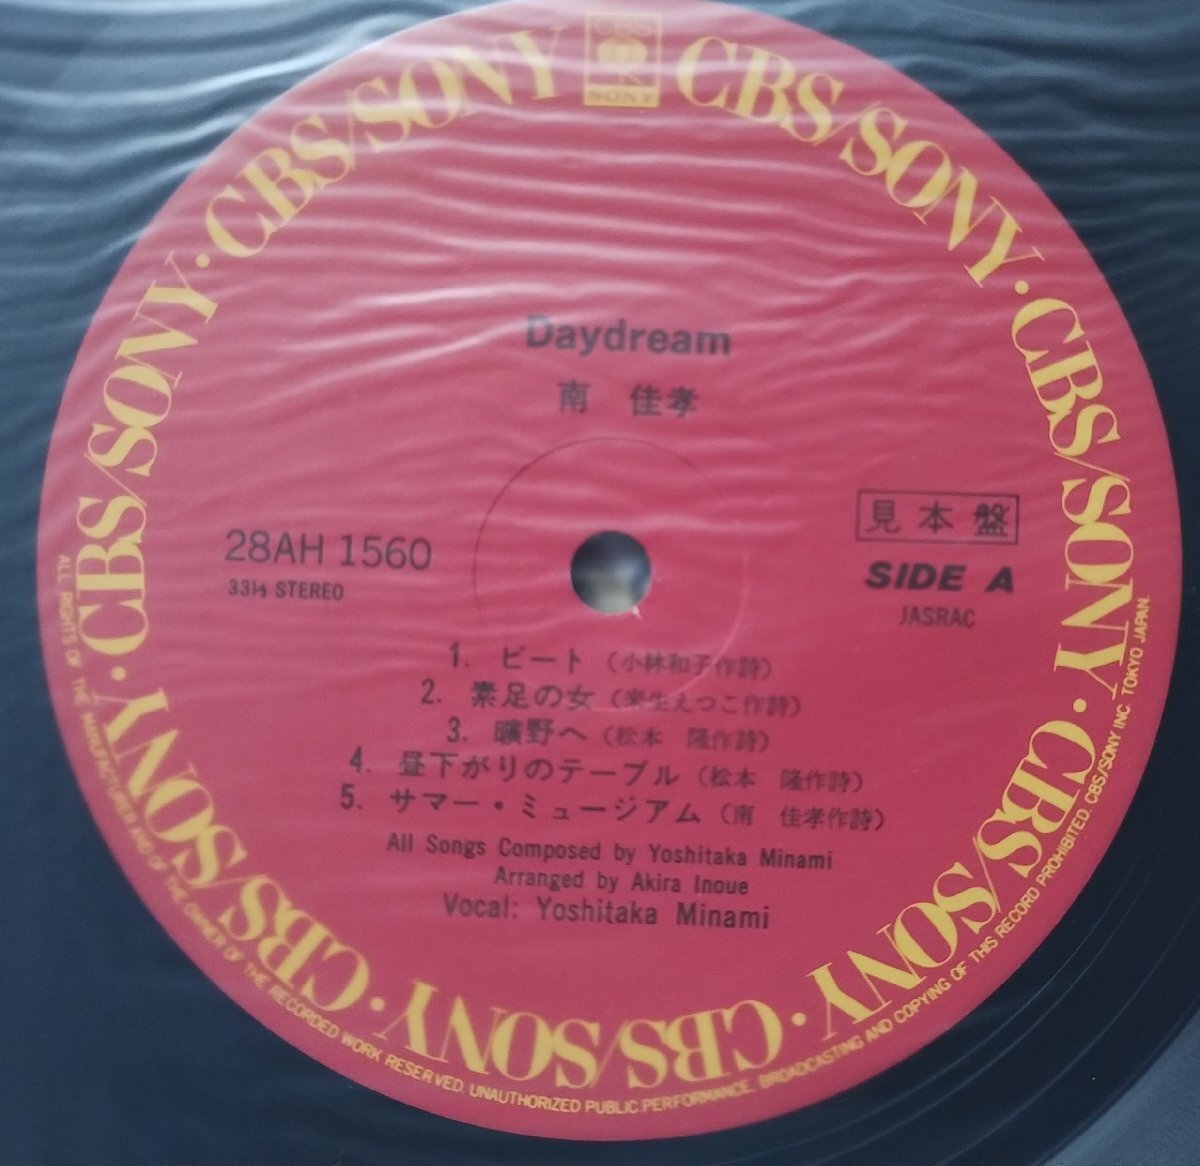 CBS
SONY
CBS/SONY · CBS/SONY · CBS/SONY · CBS/SONY · CBS/SONY · CBS/SONY · CBS/SONY · CBS/SONY
Daydream
南 佳孝
28AH 1560
33⅓ STEREO
見本盤
SIDE A
JASRAC
1. ビート (小林和子作詩)
2. 素足の女 (来生えつこ作詩)
3. 曠野へ (松本 隆作詩)
4. 昼下がりのテーブル (松本 隆作詩)
5. サマー・ミュージアム (南 佳孝作詩)
All Songs Composed by Yoshitaka Minami
Arranged by Akira Inoue
Vocal: Yoshitaka Minami
ALL RIGHTS OF THE MANUFACTURER AND OF THE OWNER OF THE RECORDED WORK RESERVED. UNAUTHORIZED PUBLIC PERFORMANCE, BROADCASTING AND COPYING OF THIS RECORD PROHIBITED. CBS/SONY INC. TOKYO JAPAN.